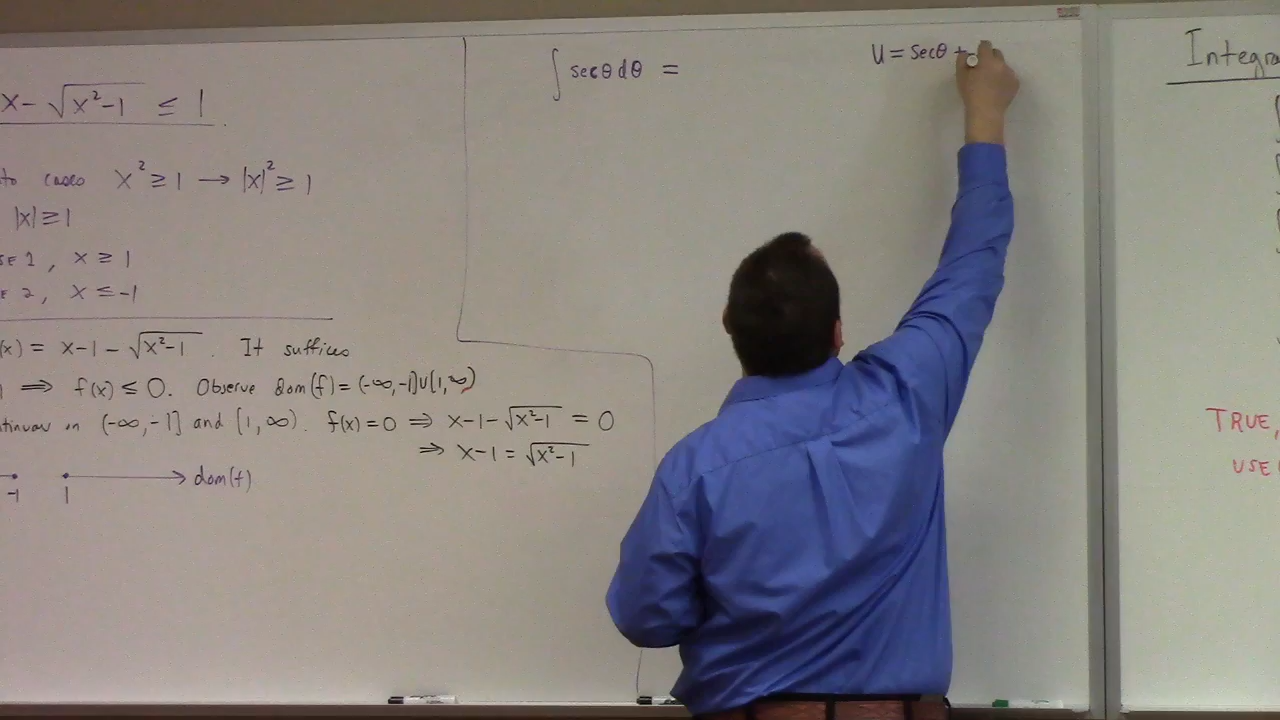 x - √(x²-1) ≤ 1
to cases x² ≥ 1 → |x|² ≥ 1
|x| ≥ 1
SE 1, x ≥ 1
E 2, x ≤ -1
(x) = x-1-√(x²-1). It suffices
⇒ f(x) ≤ 0. Observe dom(f) = (-∞,-1]∪[1,∞)
tinuous on (-∞,-1] and [1,∞). f(x)=0 ⇒ x-1-√(x²-1) = 0
⇒ x-1 = √(x²-1)
dom(f)
-1 1
∫ secθ dθ =
U = secθ +
Integra
TRUE,
USE